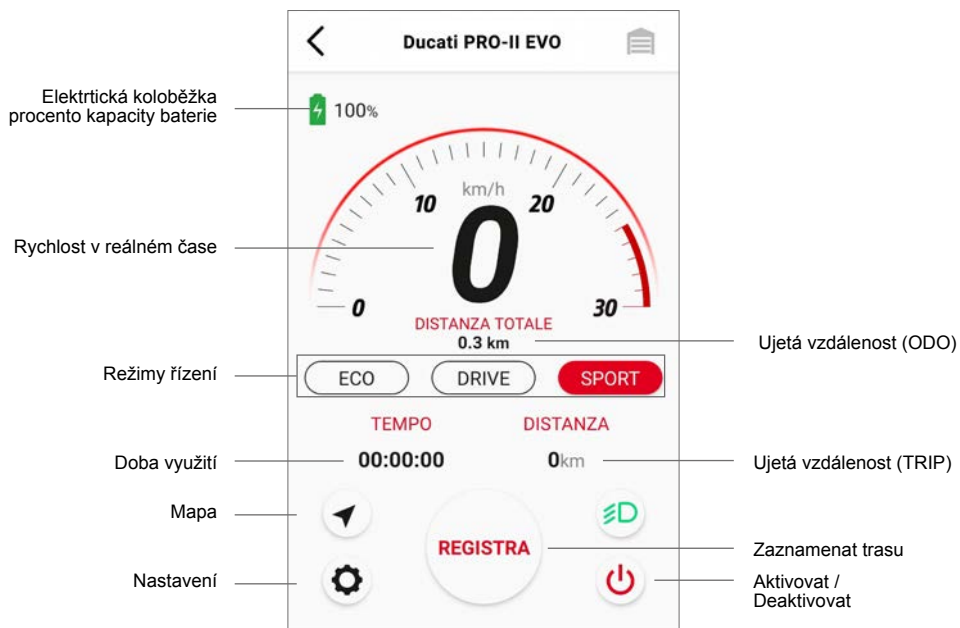 Ducati PRO-II EVO
Elektrtická koloběžka
procento kapacity baterie
100%
km/h
10
20
0
Rychlost v reálném čase
0
30
DISTANZA TOTALE
0.3 km
Ujetá vzdálenost (ODO)
Režimy řízení
ECO
DRIVE
SPORT
TEMPO
DISTANZA
Doba využití
00:00:00
0km
Ujetá vzdálenost (TRIP)
Mapa
REGISTRA
Zaznamenat trasu
Nastavení
Aktivovat /
Deaktivovat